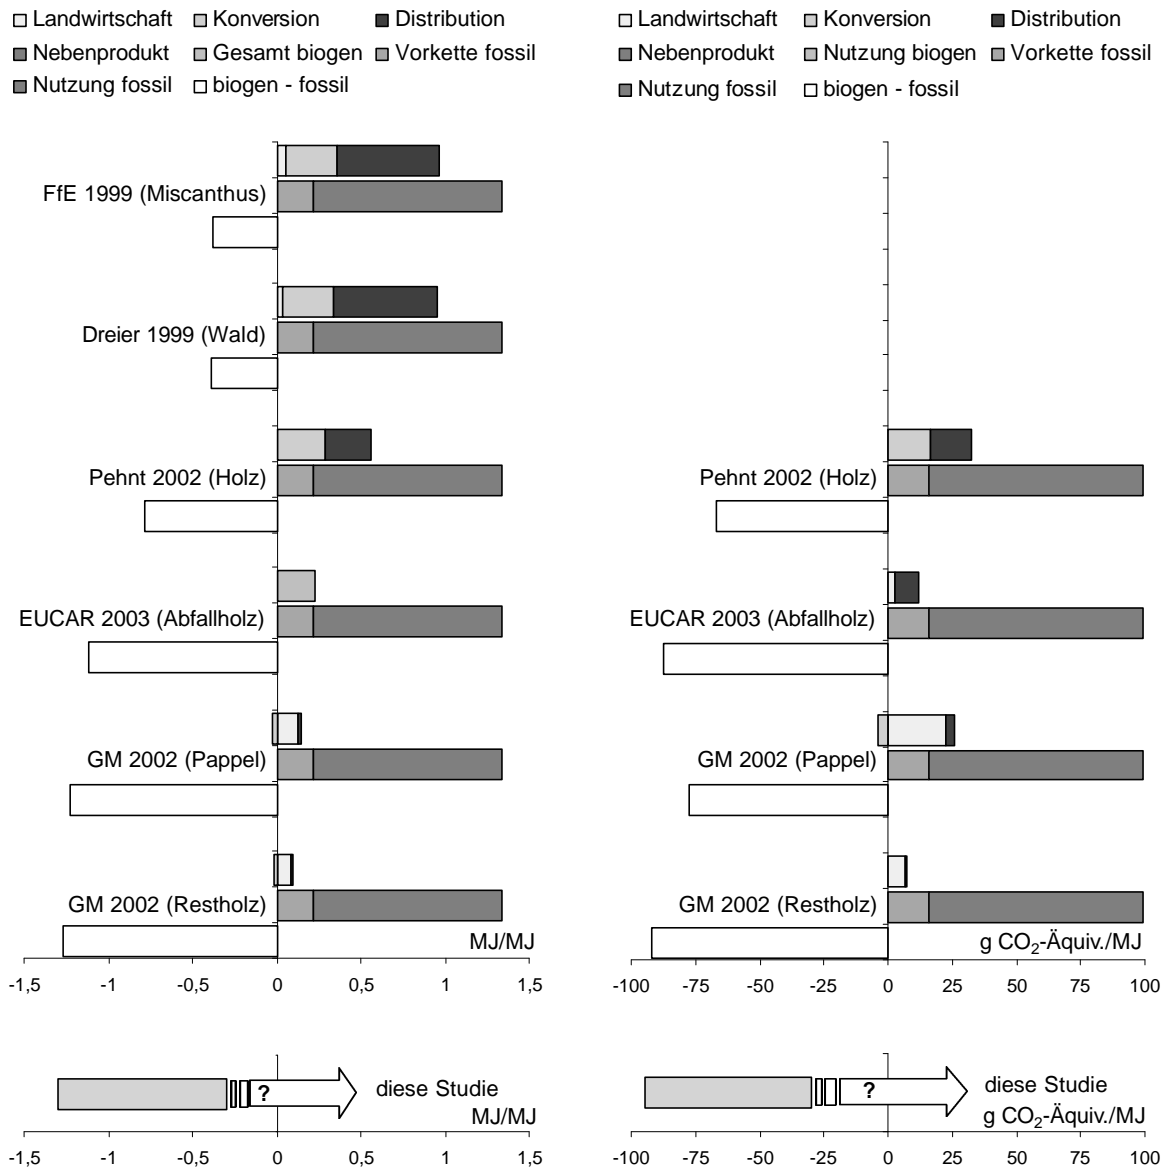 Landwirtschaft Konversion Distribution
Nebenprodukt Gesamt biogen Vorkette fossil
Nutzung fossil biogen - fossil
FfE 1999 (Miscanthus)
Dreier 1999 (Wald)
Pehnt 2002 (Holz)
EUCAR 2003 (Abfallholz)
GM 2002 (Pappel)
GM 2002 (Restholz)
MJ/MJ
-1,5 -1 -0,5 0 0,5 1 1,5
?
diese Studie
MJ/MJ
-1,5 -1 -0,5 0 0,5 1 1,5
Landwirtschaft Konversion Distribution
Nebenprodukt Nutzung biogen Vorkette fossil
Nutzung fossil biogen - fossil
Pehnt 2002 (Holz)
EUCAR 2003 (Abfallholz)
GM 2002 (Pappel)
GM 2002 (Restholz)
g CO₂-Äquiv./MJ
-100 -75 -50 -25 0 25 50 75 100
?
diese Studie
g CO₂-Äquiv./MJ
-100 -75 -50 -25 0 25 50 75 100